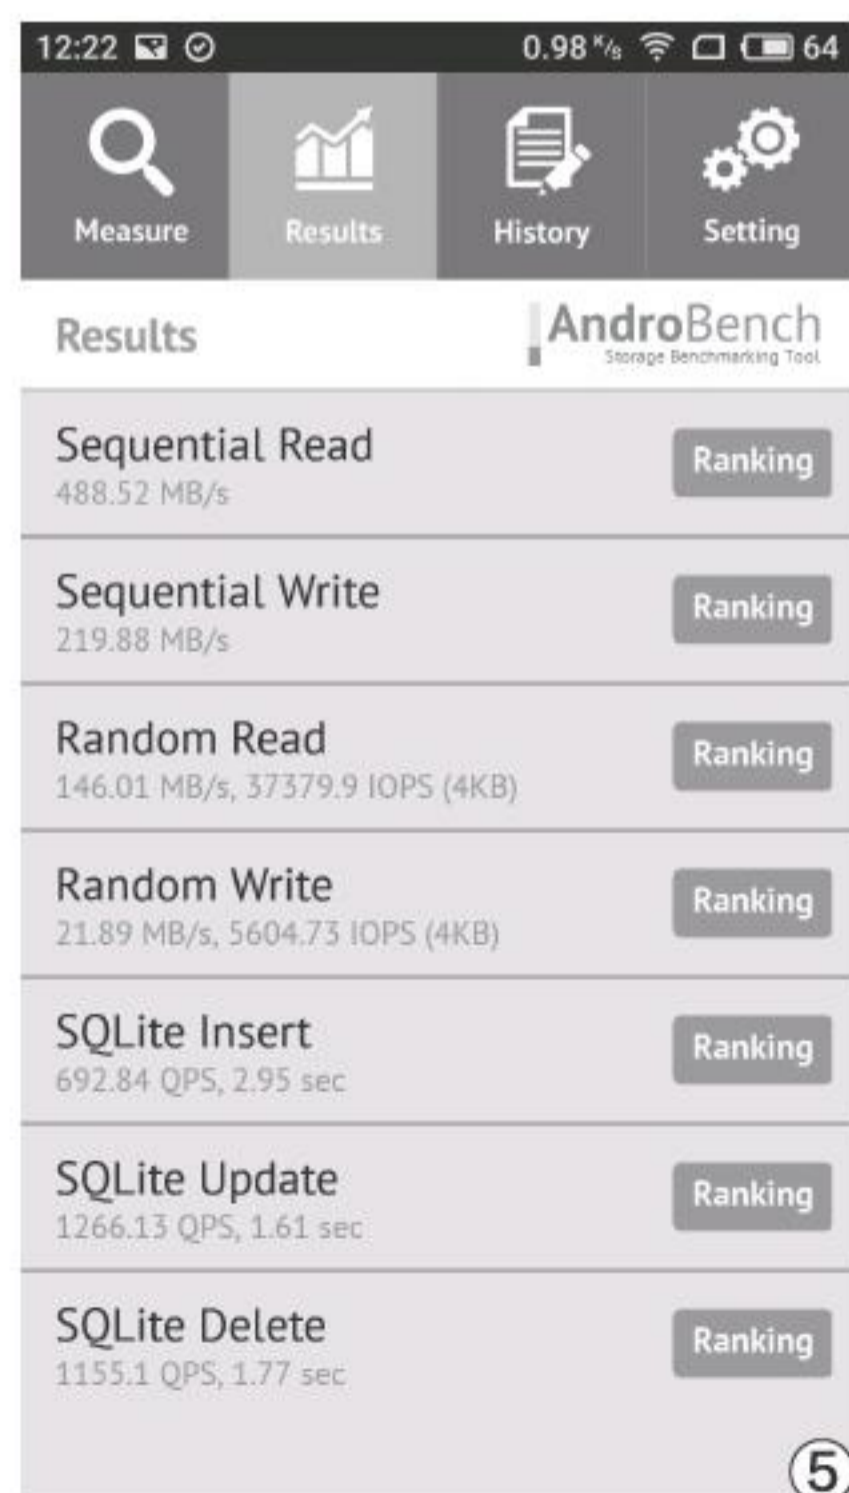 12:22 0.98 K/s 64
Measure Results History Setting
Results AndroBench
Storage Benchmarking Tool
Sequential Read
488.52 MB/s
Ranking
Sequential Write
219.88 MB/s
Ranking
Random Read
146.01 MB/s, 37379.9 IOPS (4KB)
Ranking
Random Write
21.89 MB/s, 5604.73 IOPS (4KB)
Ranking
SQLite Insert
692.84 QPS, 2.95 sec
Ranking
SQLite Update
1266.13 QPS, 1.61 sec
Ranking
SQLite Delete
1155.1 QPS, 1.77 sec
Ranking
⑤